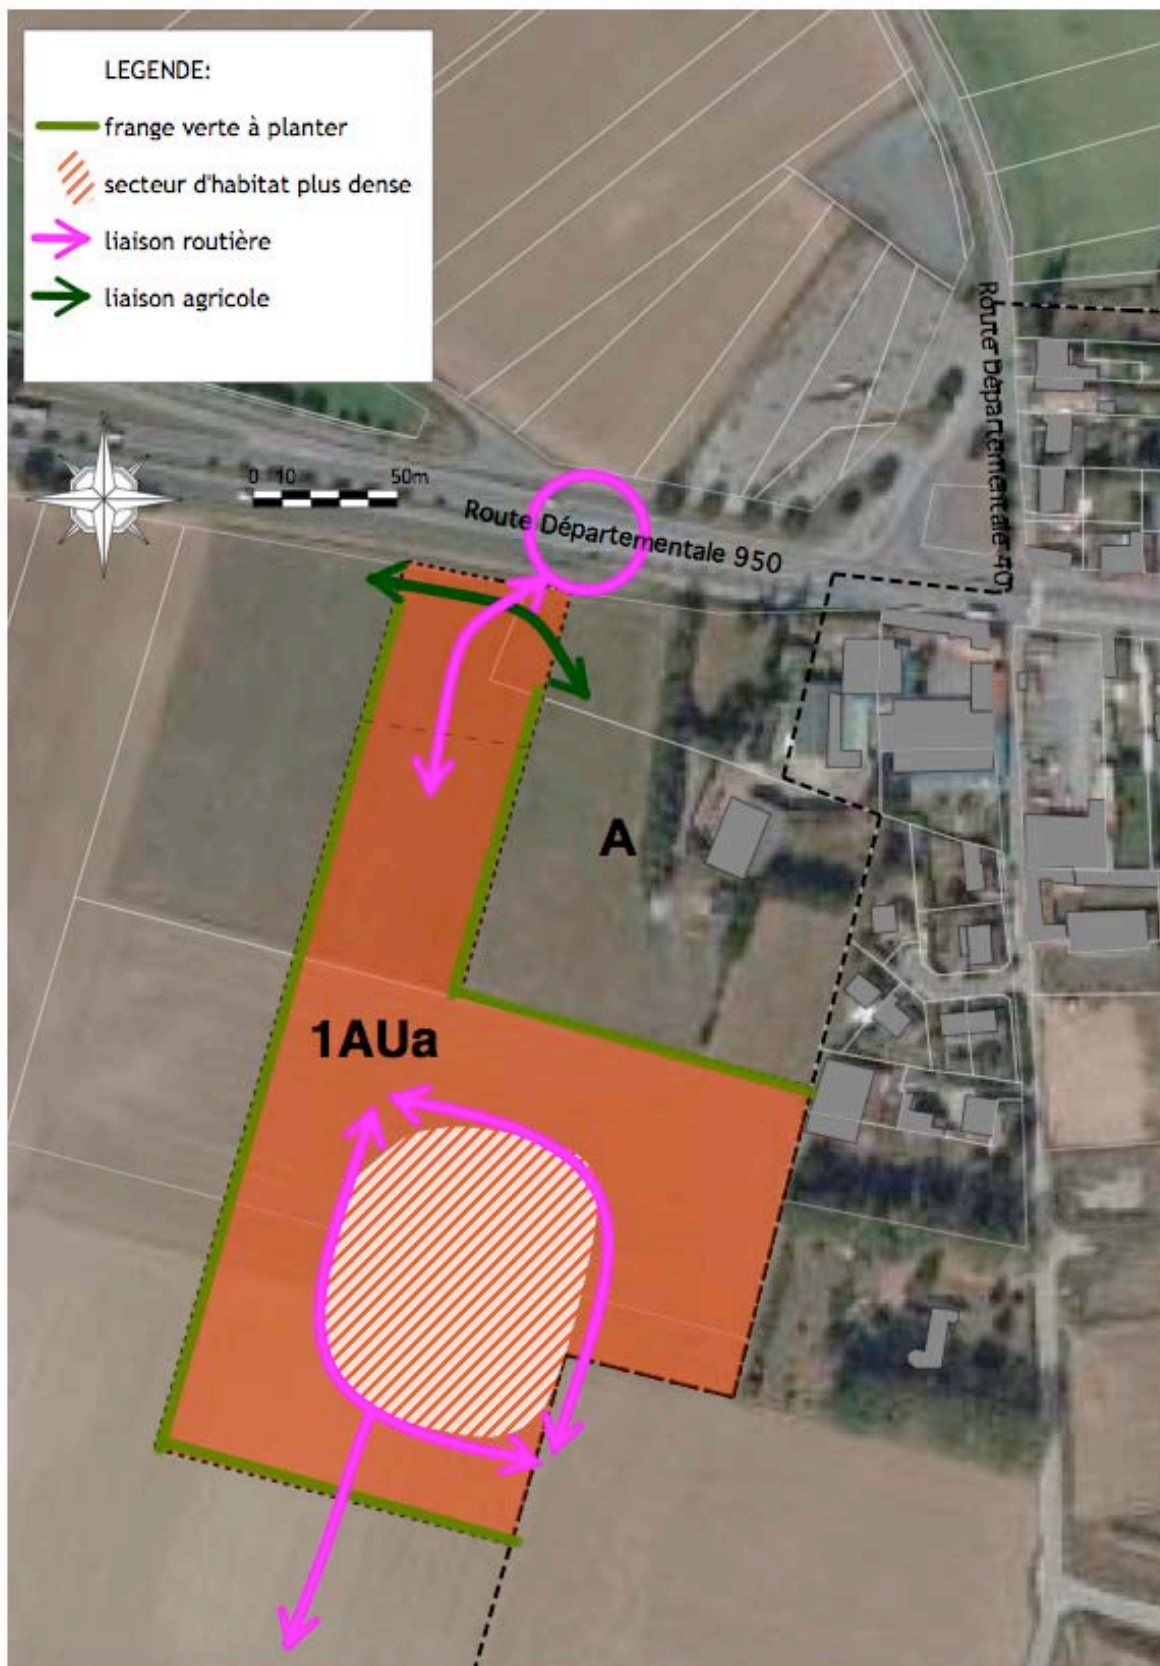 LEGENDE:
frange verte à planter
secteur d'habitat plus dense
liaison routière
liaison agricole
0 10 50m
Route Départementale 950
Route Départementale 40
A
1AUa